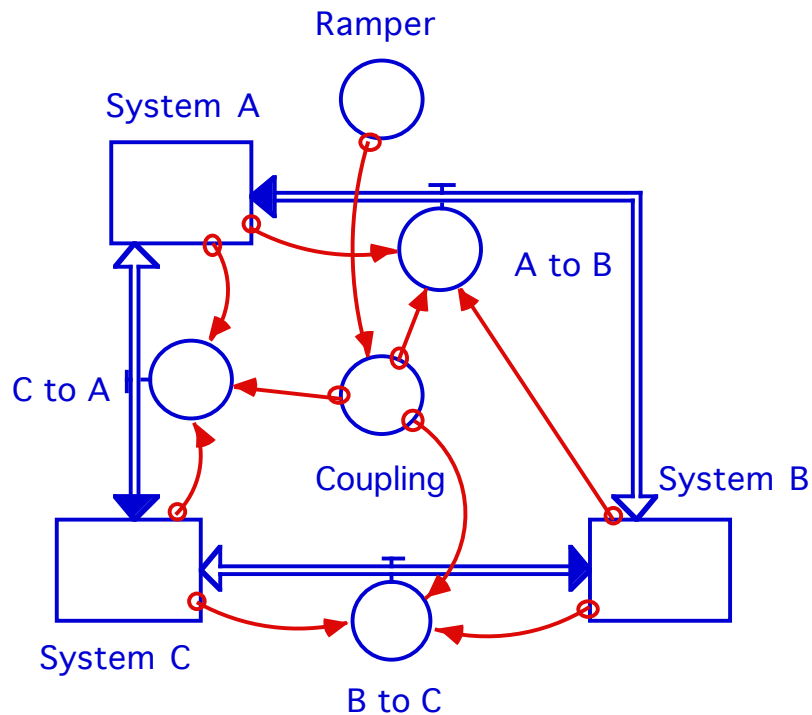 Ramper
System A
A to B
C to A
Coupling
System B
System C
B to C